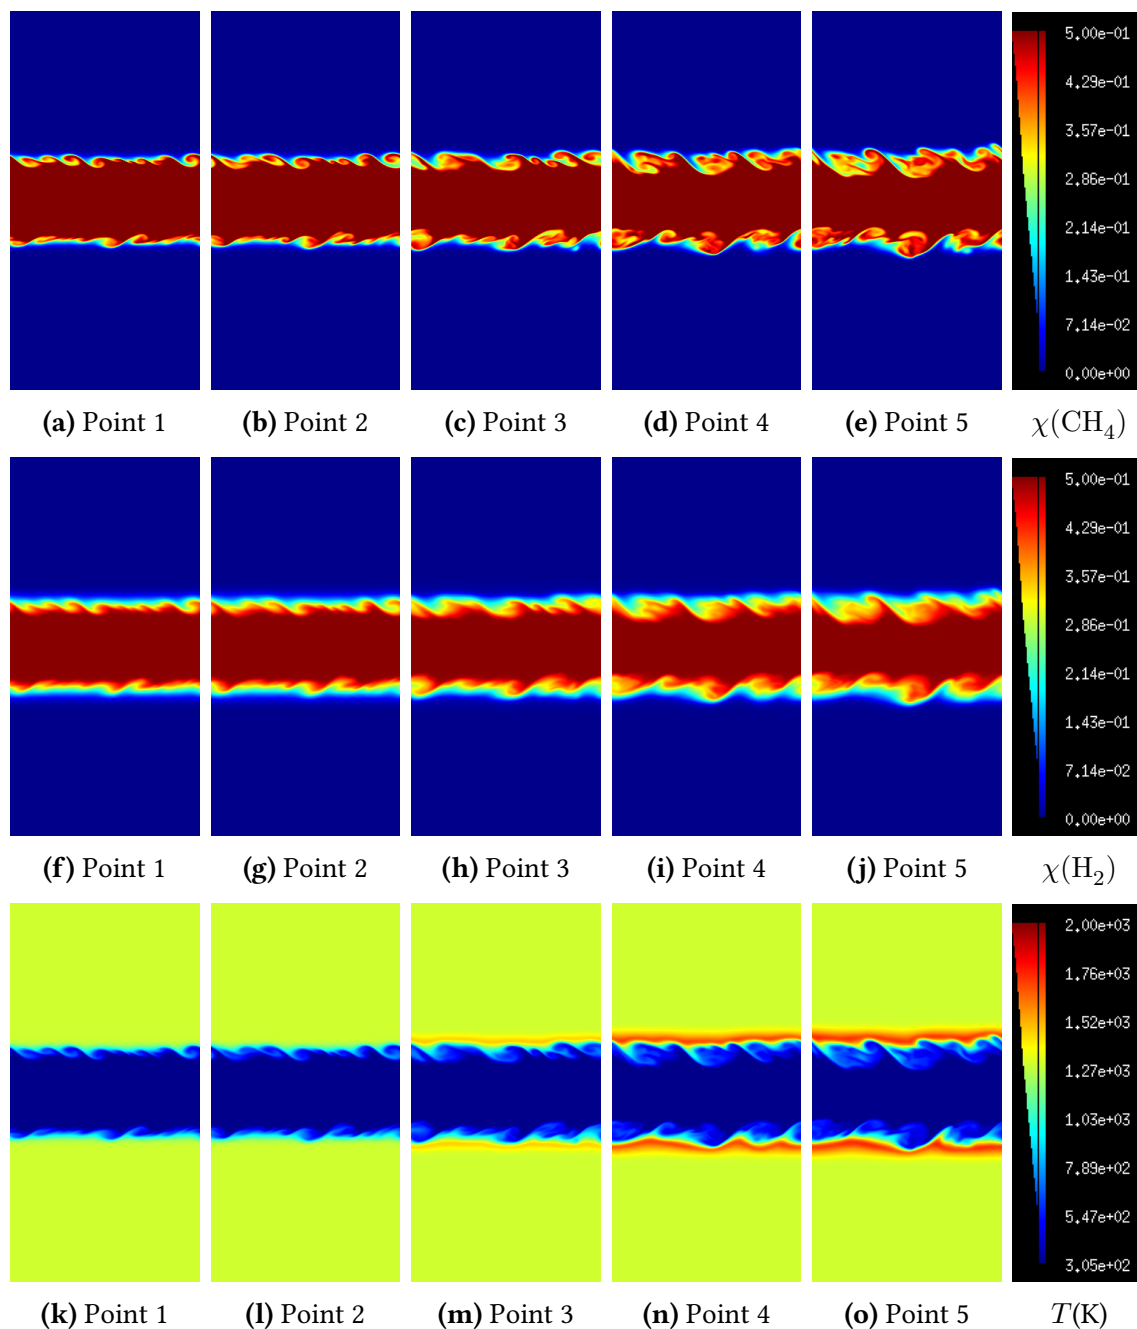 5.00e-01
4.29e-01
3.57e-01
2.86e-01
2.14e-01
1.43e-01
7.14e-02
0.00e+00
(a) Point 1 (b) Point 2 (c) Point 3 (d) Point 4 (e) Point 5 χ(CH₄)
5.00e-01
4.29e-01
3.57e-01
2.86e-01
2.14e-01
1.43e-01
7.14e-02
0.00e+00
(f) Point 1 (g) Point 2 (h) Point 3 (i) Point 4 (j) Point 5 χ(H₂)
2.00e+03
1.76e+03
1.52e+03
1.27e+03
1.03e+03
7.89e+02
5.47e+02
3.05e+02
(k) Point 1 (l) Point 2 (m) Point 3 (n) Point 4 (o) Point 5 T(K)